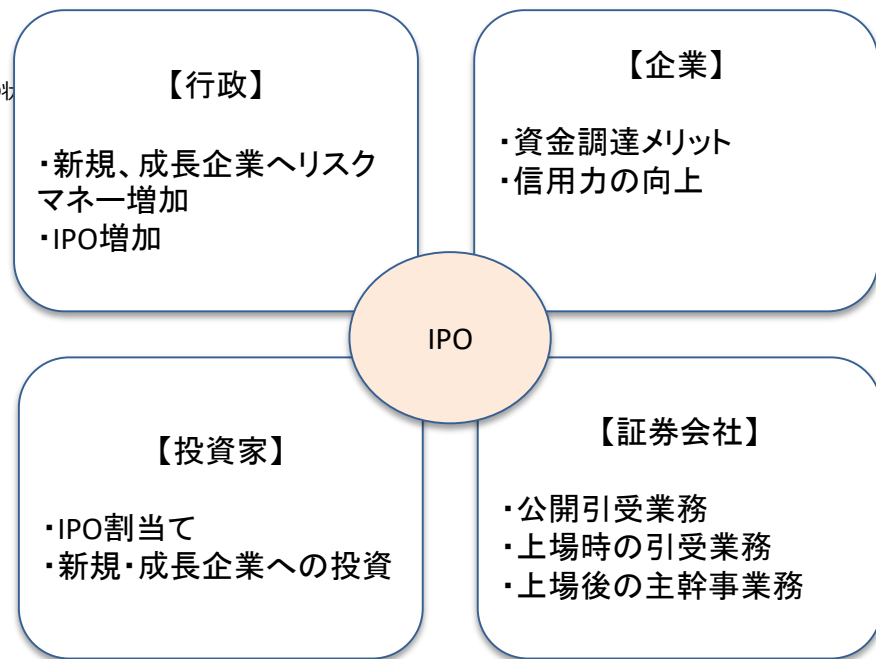 【行政】
・新規、成長企業へリスク
マネー増加
・IPO増加
【企業】
・資金調達メリット
・信用力の向上
IPO
【投資家】
・IPO割当て
・新規・成長企業への投資
【証券会社】
・公開引受業務
・上場時の引受業務
・上場後の主幹事業務